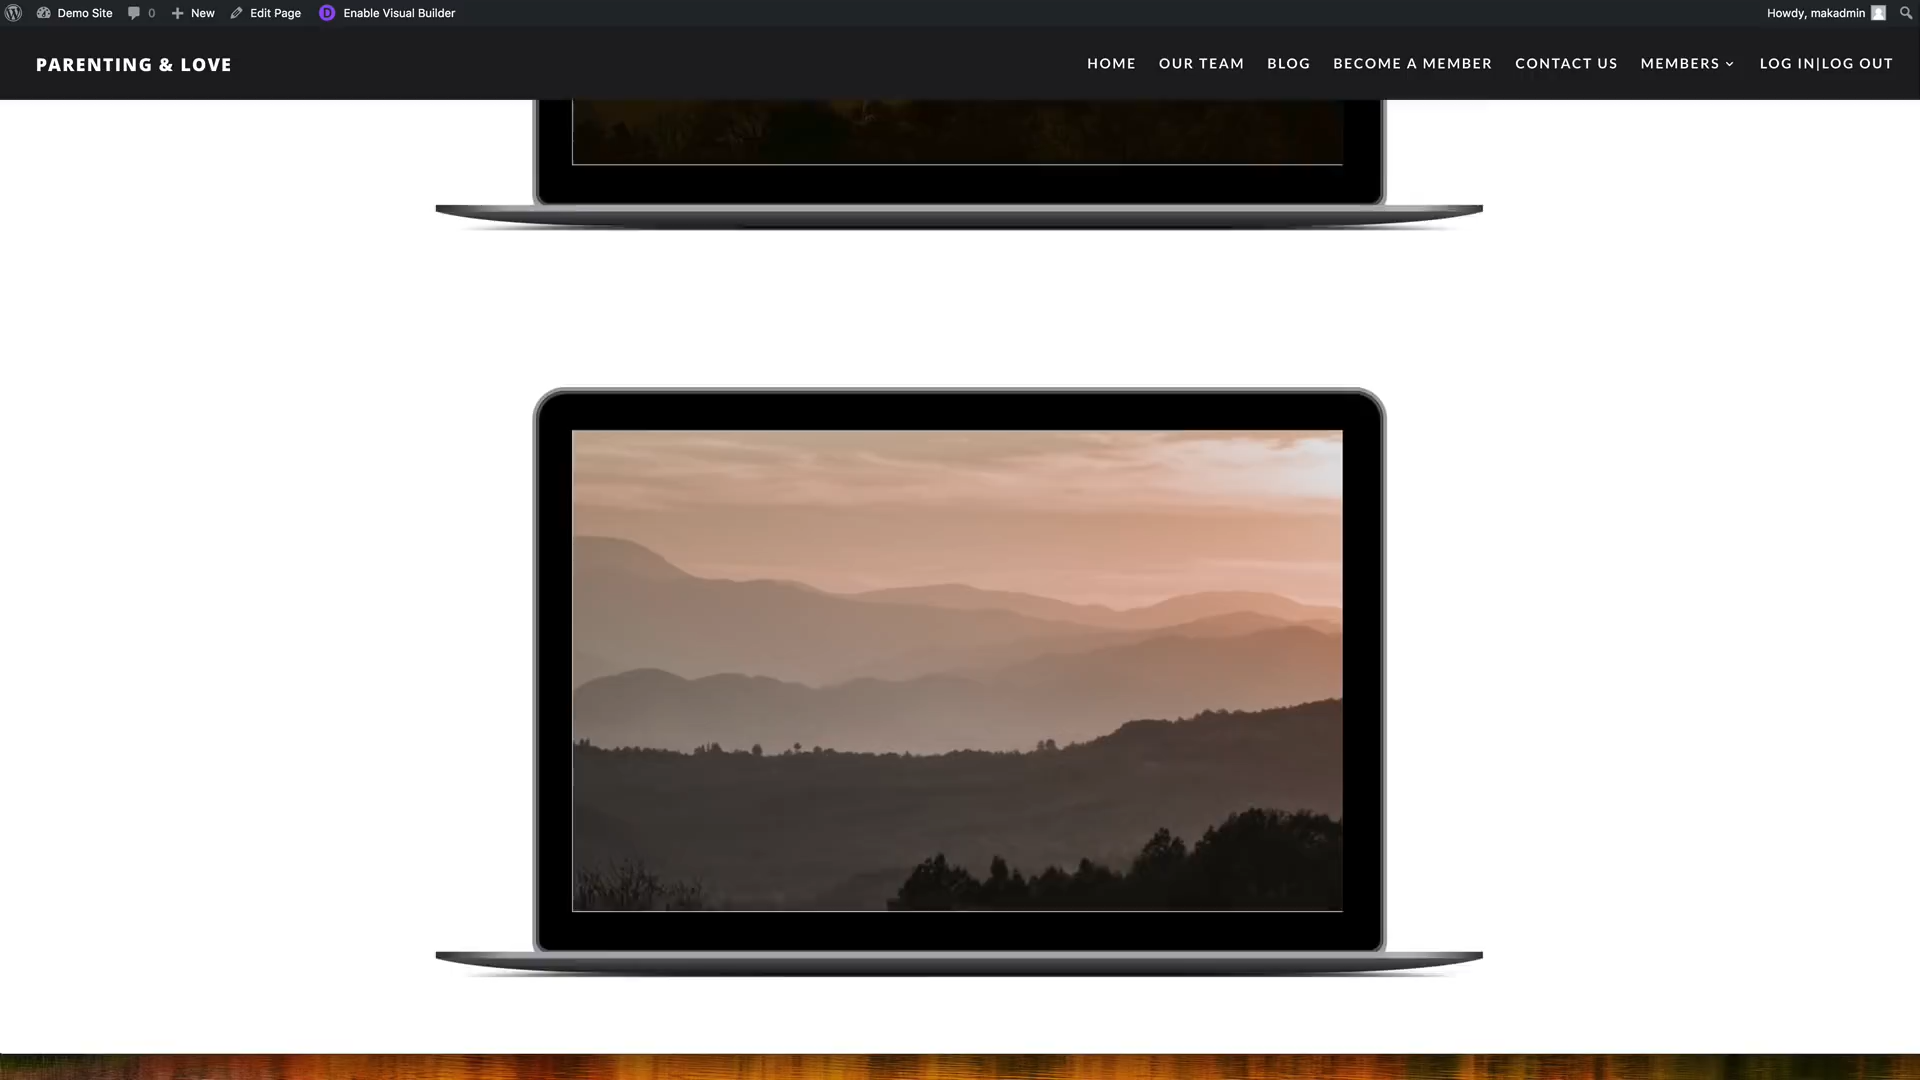 Demo Site 0 New Edit Page D Enable Visual Builder Howdy, makadmin
PARENTING & LOVE HOME OUR TEAM BLOG BECOME A MEMBER CONTACT US MEMBERS LOG IN|LOG OUT